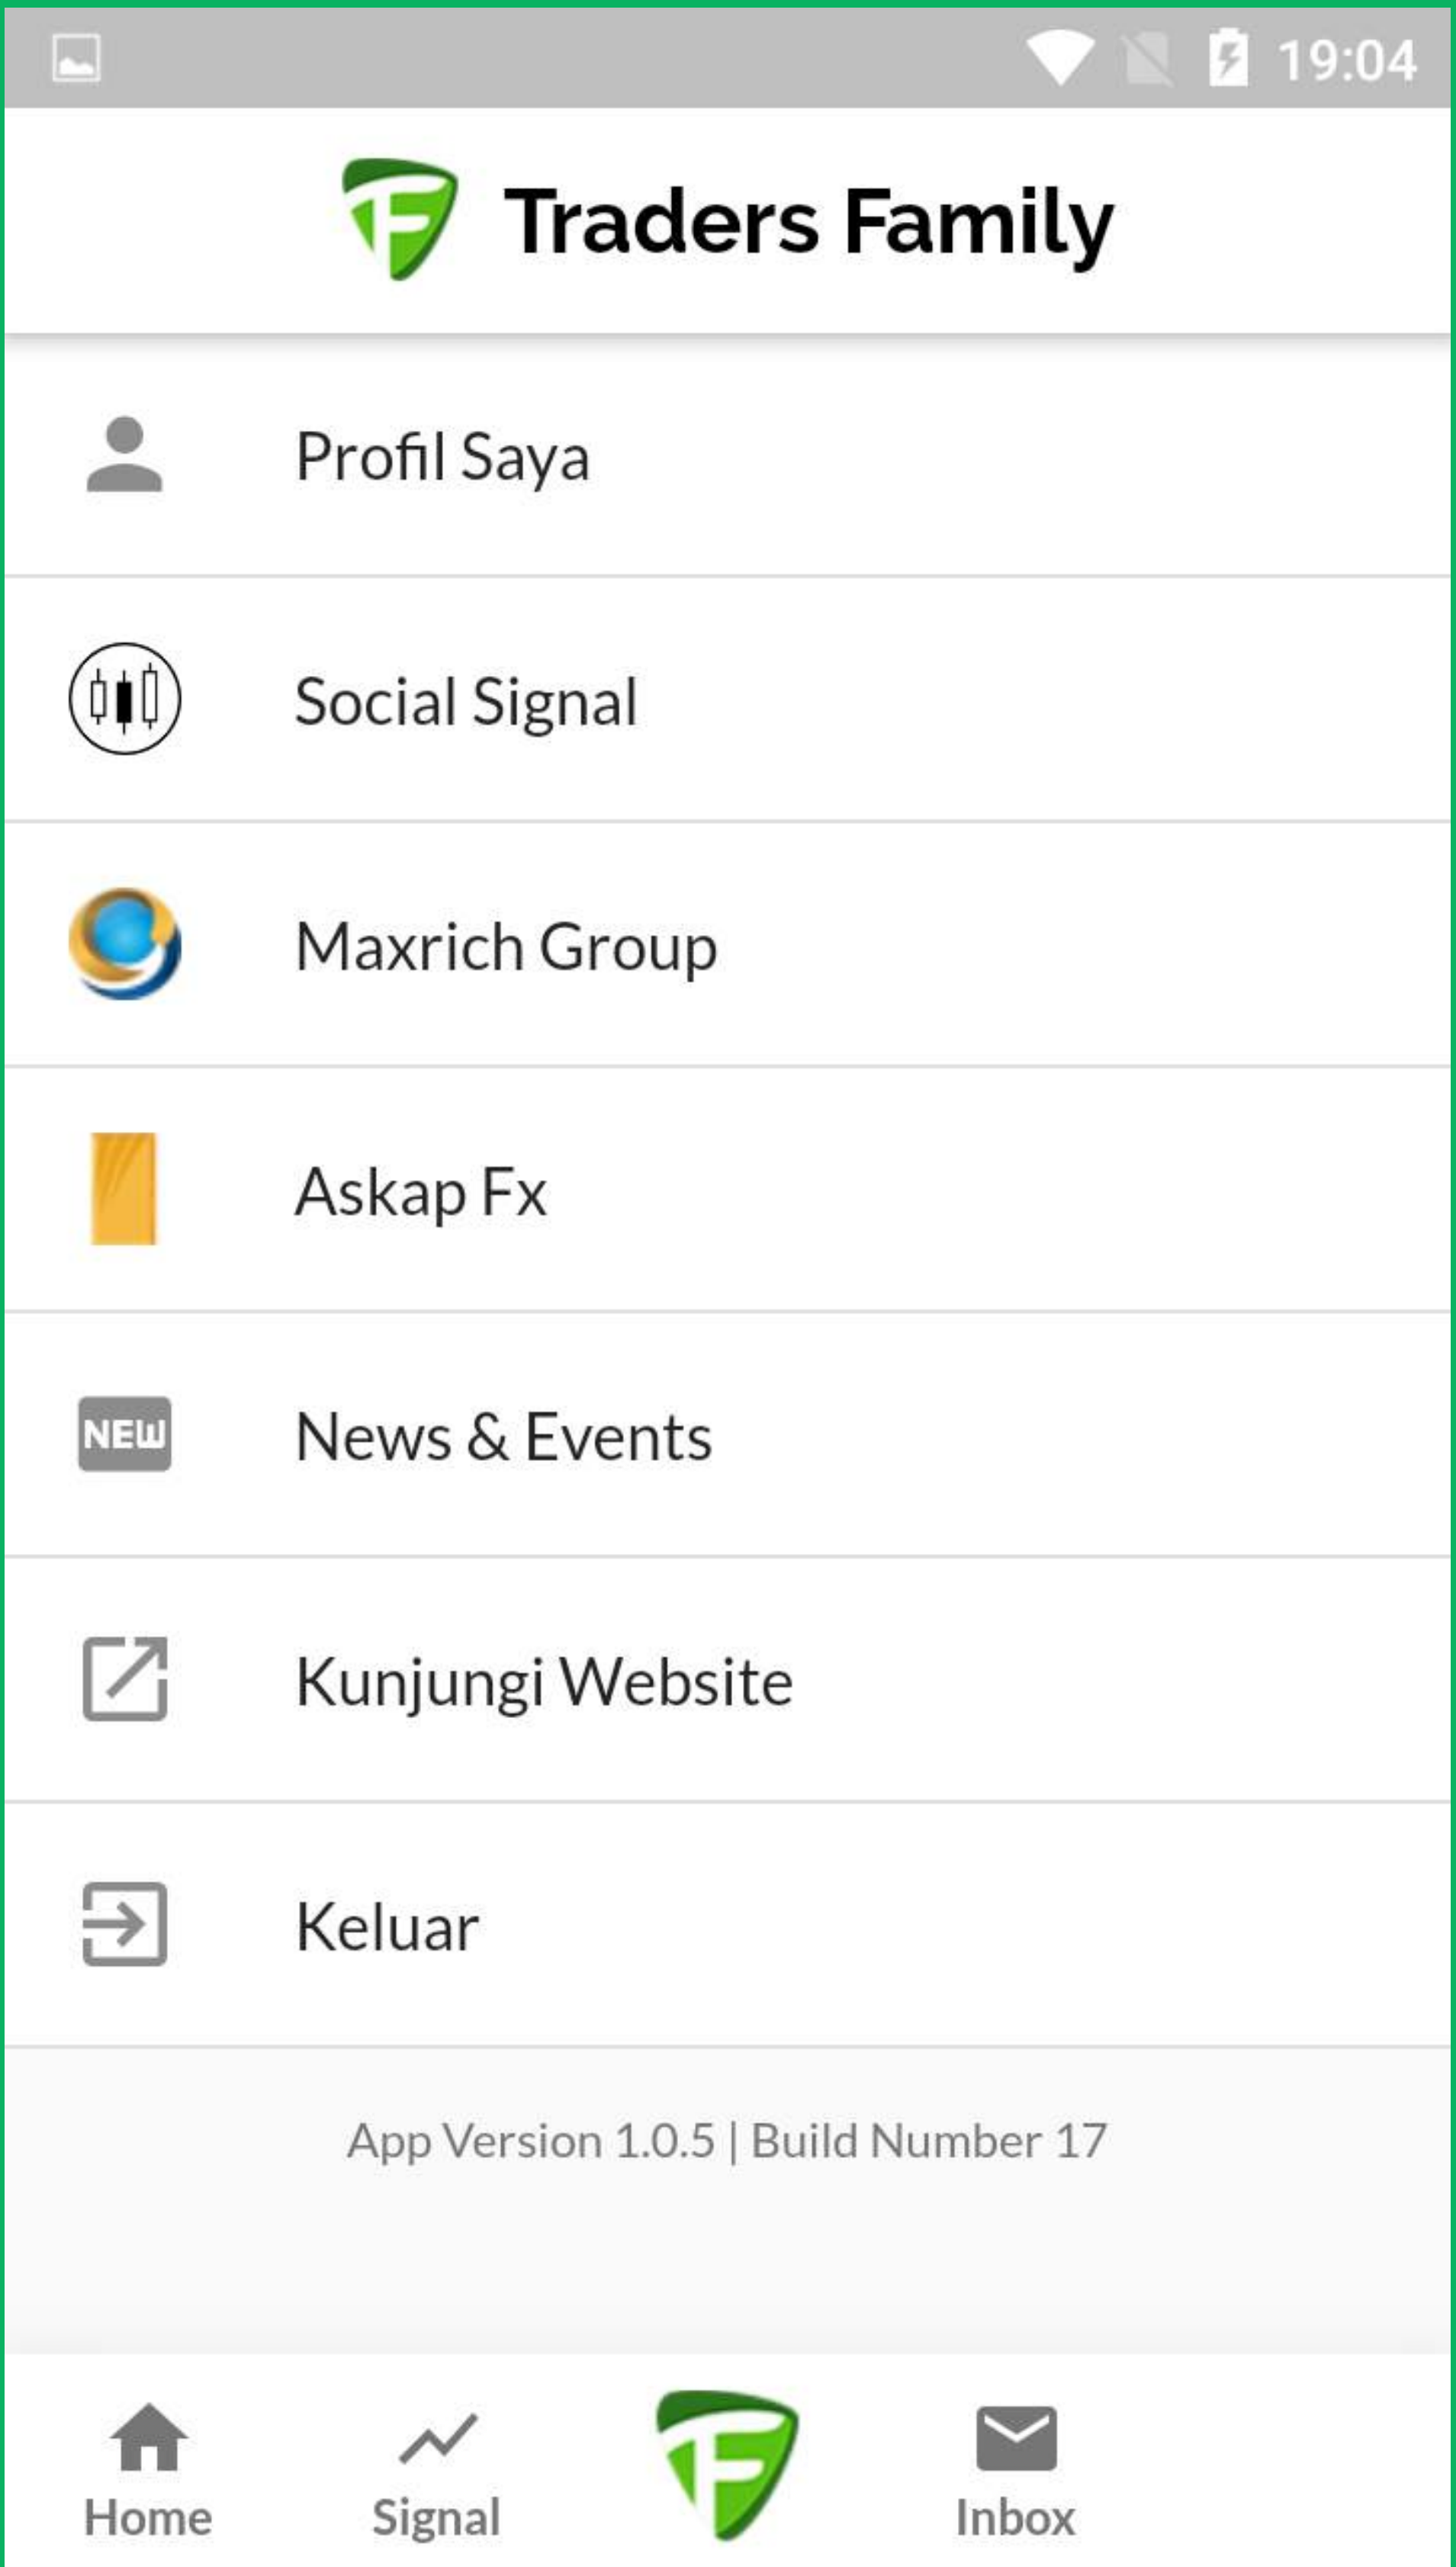 19:04
Traders Family
Profil Saya
Social Signal
Maxrich Group
Askap Fx
NEW
News & Events
Kunjungi Website
Keluar
App Version 1.0.5 | Build Number 17
Home
Signal
Inbox